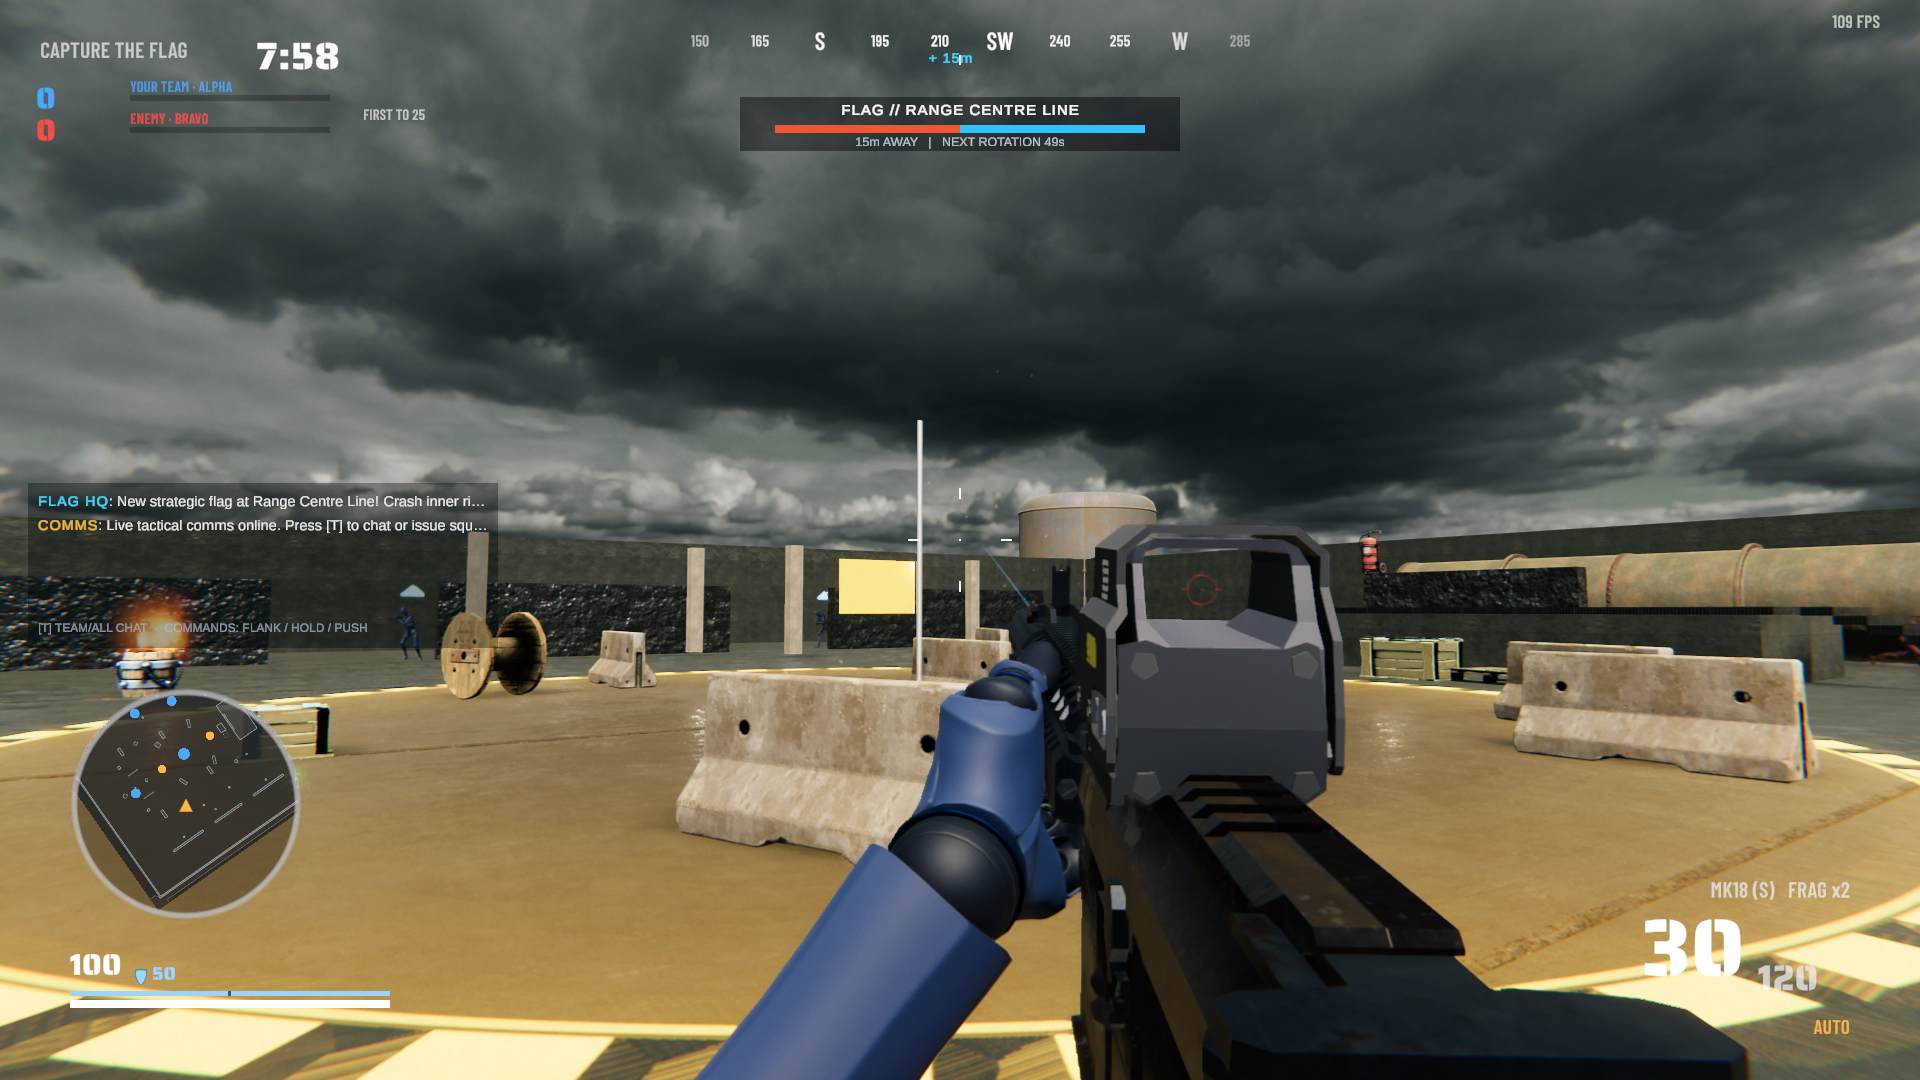 109 FPS
150 165 S 195 210 SW 240 255 W 285
+ 15m
CAPTURE THE FLAG 7:58
0 YOUR TEAM · ALPHA
0 ENEMY · BRAVO
FIRST TO 25
FLAG // RANGE CENTRE LINE
15m AWAY | NEXT ROTATION 49s
FLAG HQ: New strategic flag at Range Centre Line! Crash inner ri...
COMMS: Live tactical comms online. Press [T] to chat or issue squ...
[T] TEAM/ALL CHAT COMMANDS: FLANK / HOLD / PUSH
100 50
MK18 (S) FRAG x2
30 120
AUTO